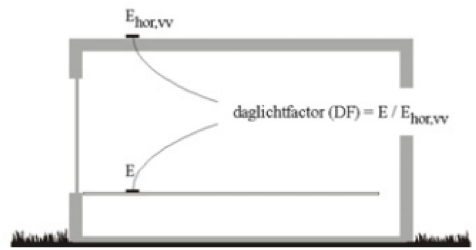 E_hor,vv
daglichtfactor (DF) = E / E_hor,vv
E